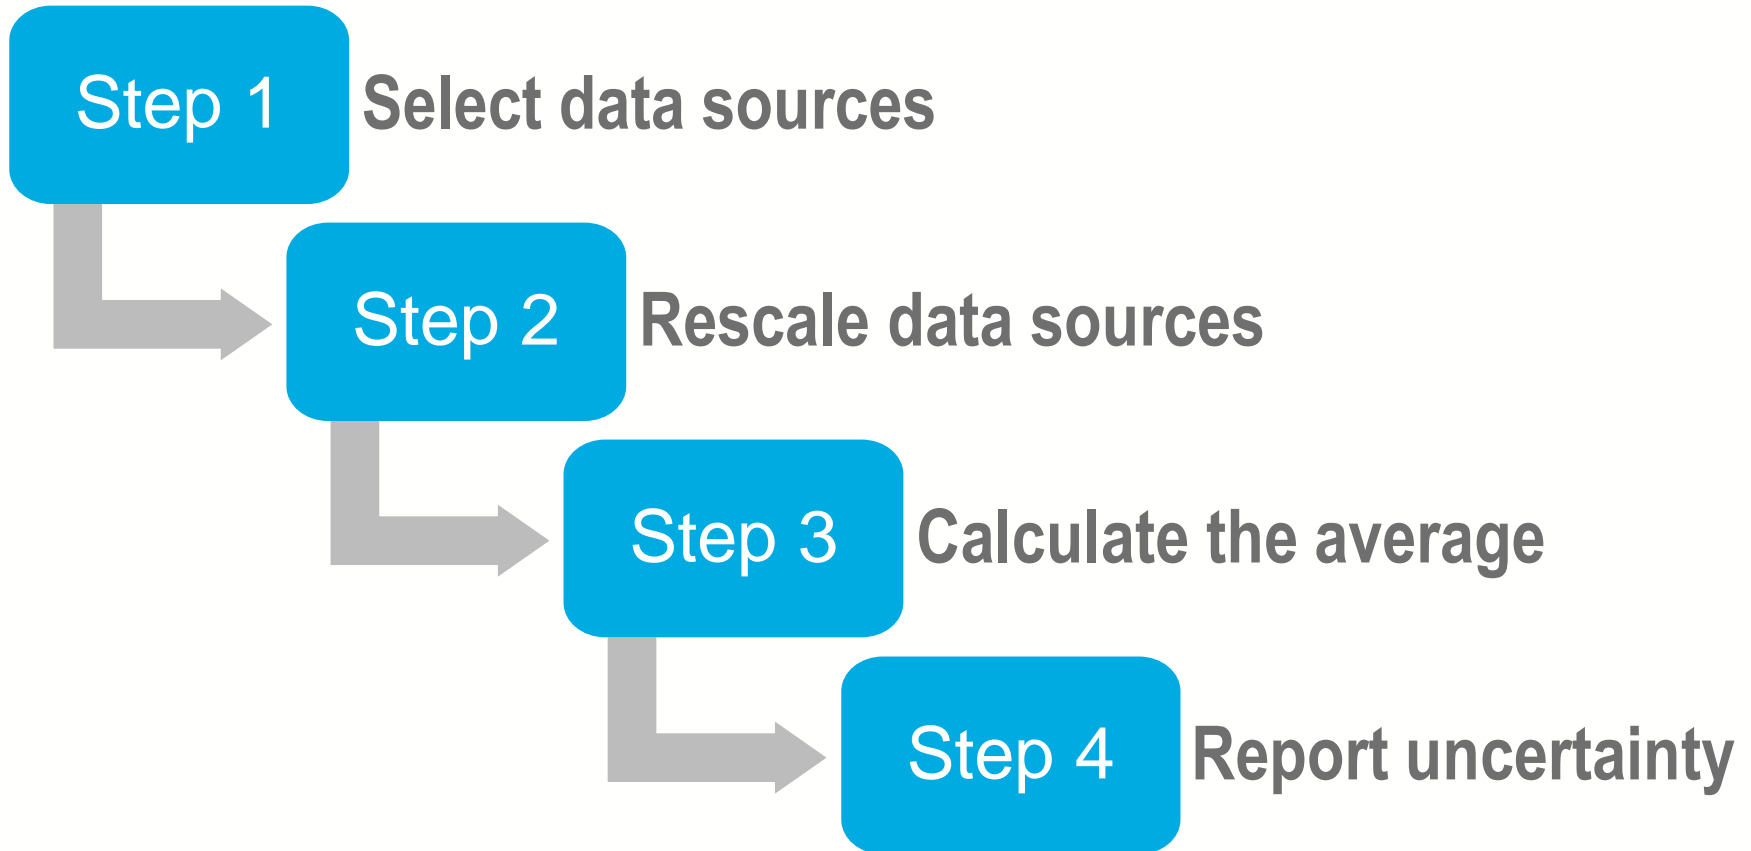 Step 1
Select data sources
Step 2
Rescale data sources
Step 3
Calculate the average
Step 4
Report uncertainty